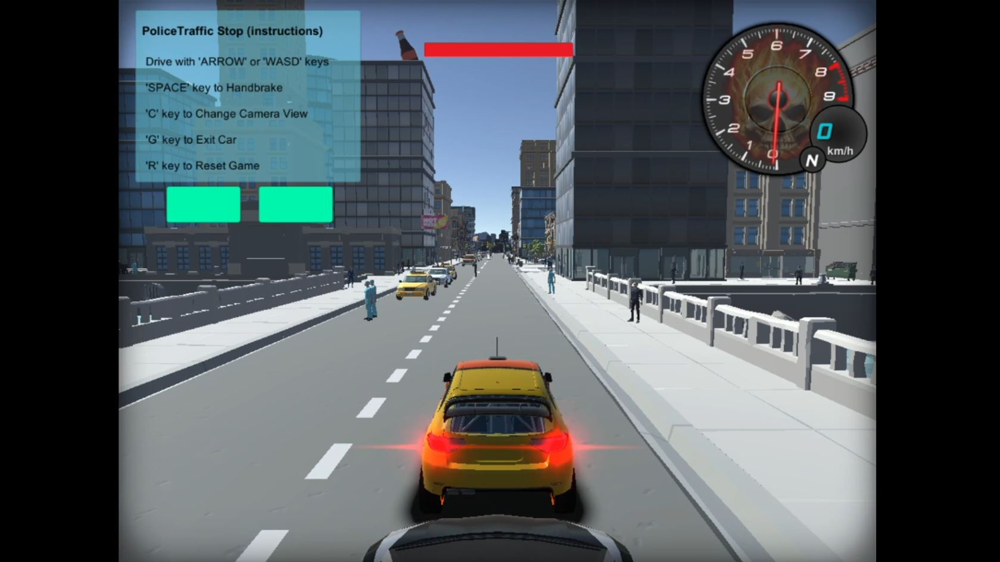 PoliceTraffic Stop (instructions)
Drive with 'ARROW' or 'WASD' keys
'SPACE' key to Handbrake
'C' key to Change Camera View
'G' key to Exit Car
'R' key to Reset Game
6
5
7
4
8
3
9
2
1
0
0
km/h
N
HOT